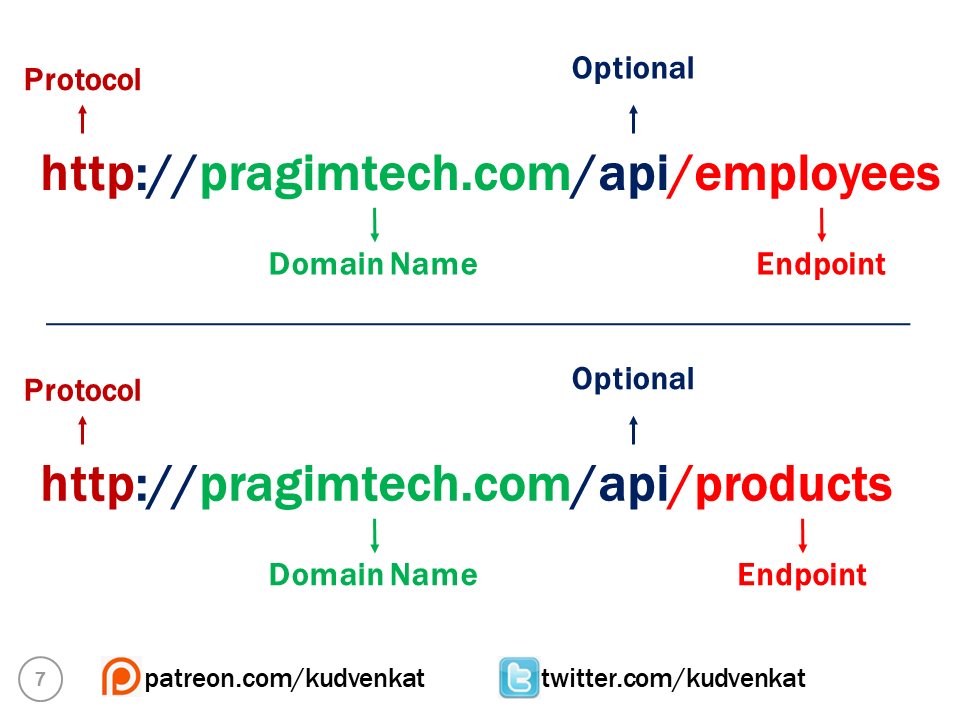 Protocol
Optional
http://pragimtech.com/api/employees
Domain Name
Endpoint
Protocol
Optional
http://pragimtech.com/api/products
Domain Name
Endpoint
7
patreon.com/kudvenkat
twitter.com/kudvenkat